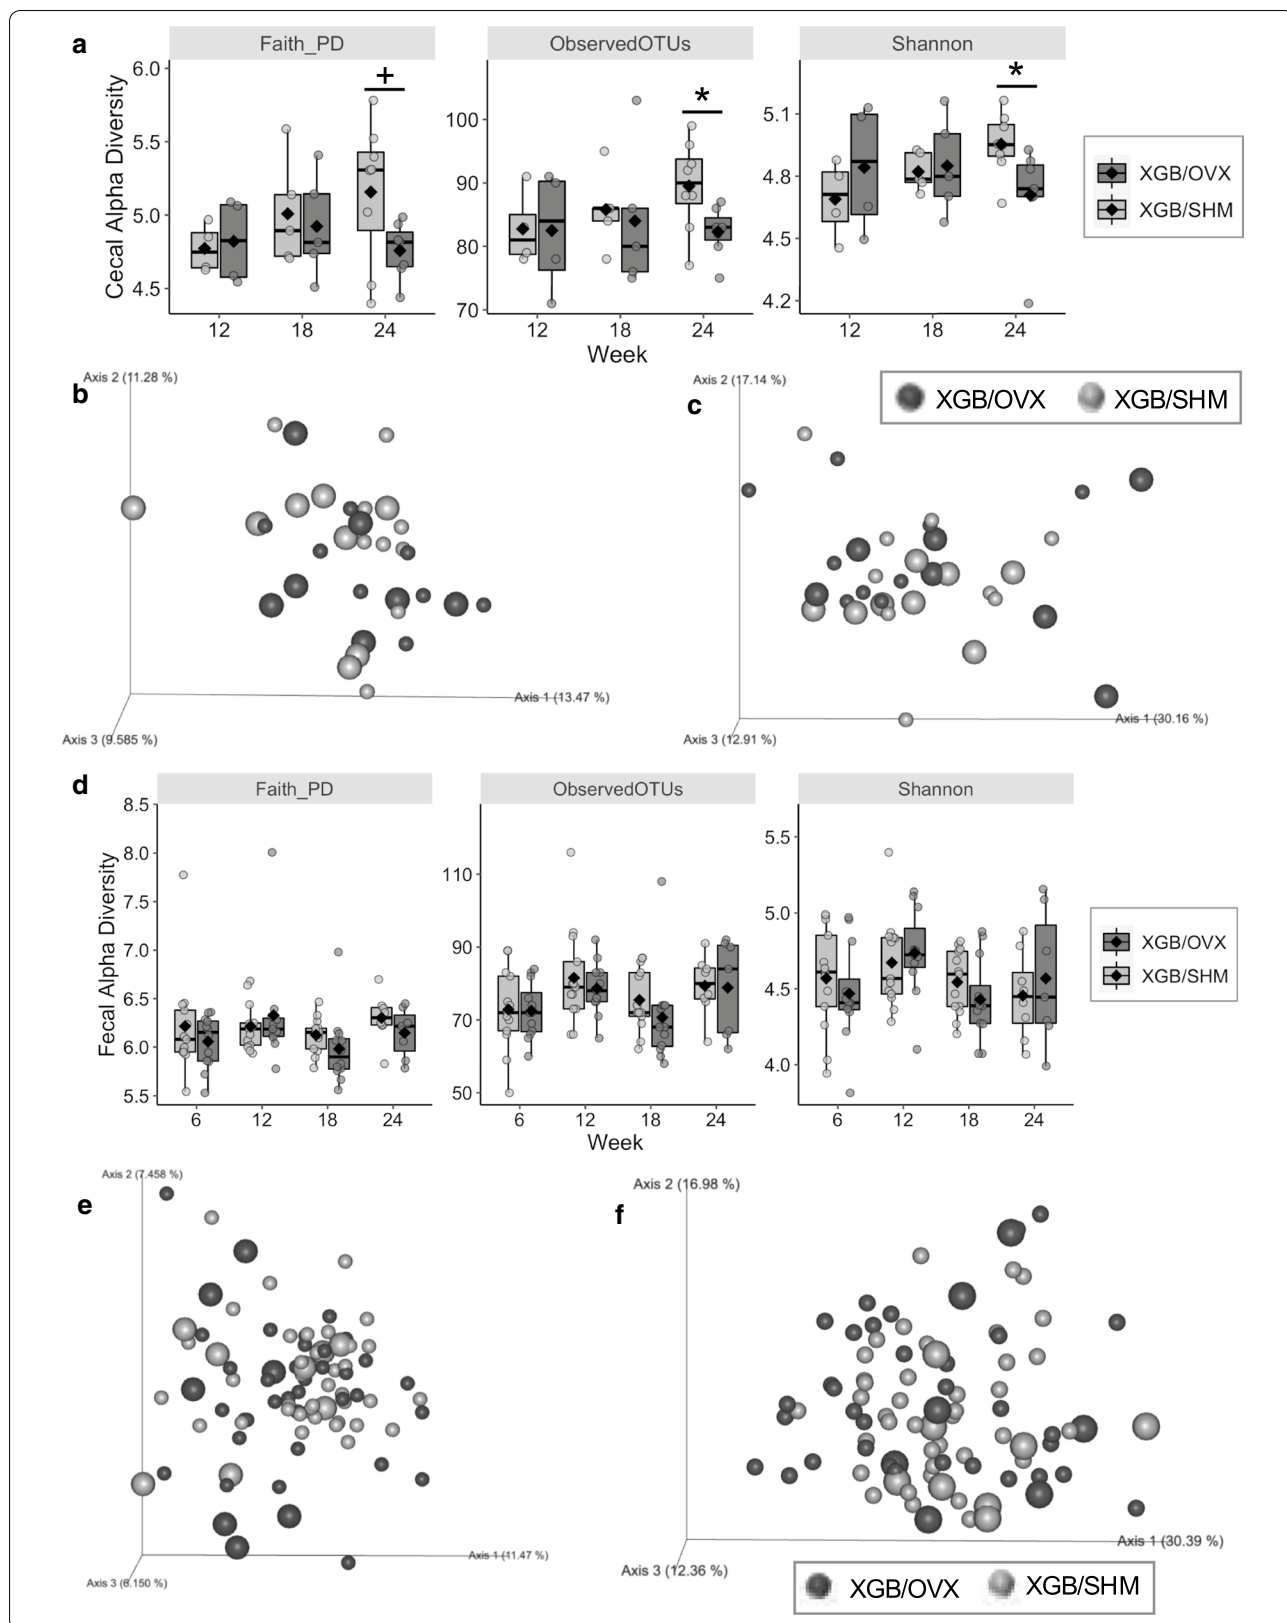 a
Faith_PD ObservedOTUs Shannon
Cecal Alpha Diversity
6.0
5.5
5.0
4.5
+
12 18 24
100
90
80
70
*
12 18 24
5.1
4.8
4.5
4.2
*
12 18 24
Week
XGB/OVX
XGB/SHM
b
Axis 2 (11.28 %)
Axis 1 (13.47 %)
Axis 3 (9.585 %)
c
Axis 2 (17.14 %)
XGB/OVX XGB/SHM
Axis 1 (30.16 %)
Axis 3 (12.91 %)
d
Faith_PD ObservedOTUs Shannon
Fecal Alpha Diversity
8.5
8.0
7.5
7.0
6.5
6.0
5.5
6 12 18 24
110
90
70
50
6 12 18 24
5.5
5.0
4.5
4.0
6 12 18 24
Week
XGB/OVX
XGB/SHM
e
Axis 2 (7.458 %)
Axis 1 (11.47 %)
Axis 3 (6.150 %)
f
Axis 2 (16.98 %)
Axis 1 (30.39 %)
Axis 3 (12.36 %)
XGB/OVX XGB/SHM